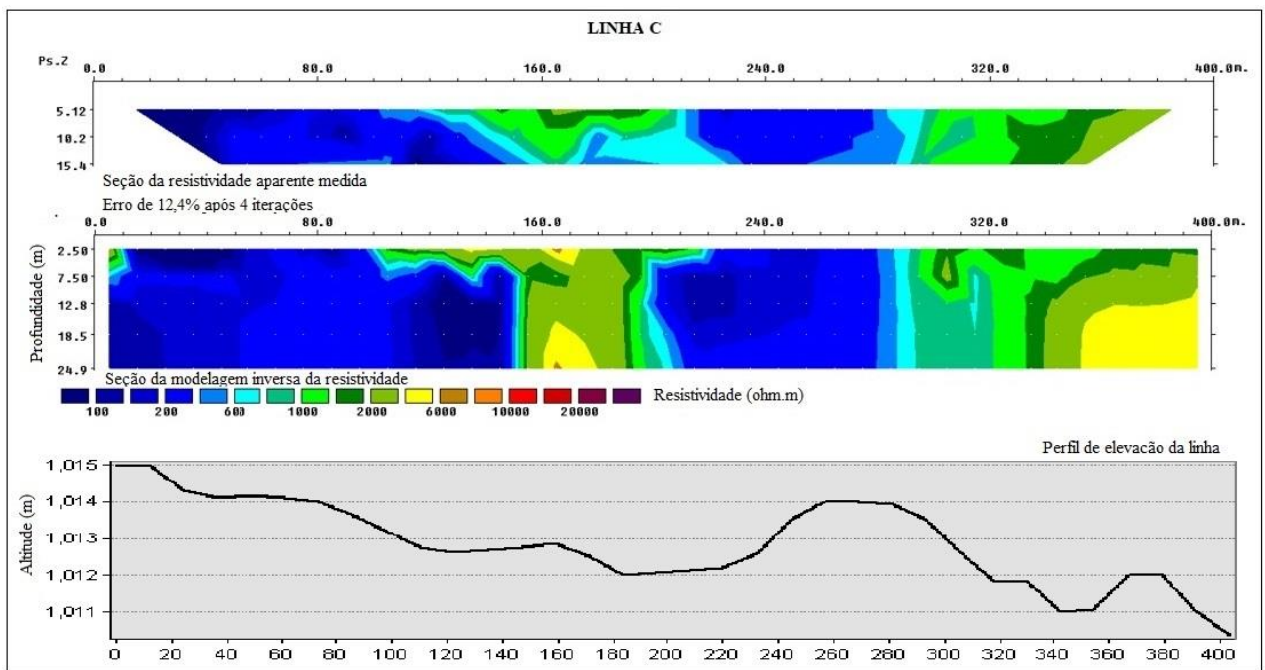 LINHA C
Ps.Z 0.0 80.0 160.0 240.0 320.0 400.0m.
5.12
10.2
15.4
Seção da resistividade aparente medida
Erro de 12,4% após 4 iterações
0.0 80.0 160.0 240.0 320.0 400.0m.
Profundidade (m)
2.50
7.50
12.8
18.5
24.9
Seção da modelagem inversa da resistividade
Resistividade (ohm.m)
100 200 600 1000 2000 6000 10000 20000
Perfil de elevacão da linha
Altitude (m)
1,015
1,014
1,013
1,012
1,011
0 20 40 60 80 100 120 140 160 180 200 220 240 260 280 300 320 340 360 380 400